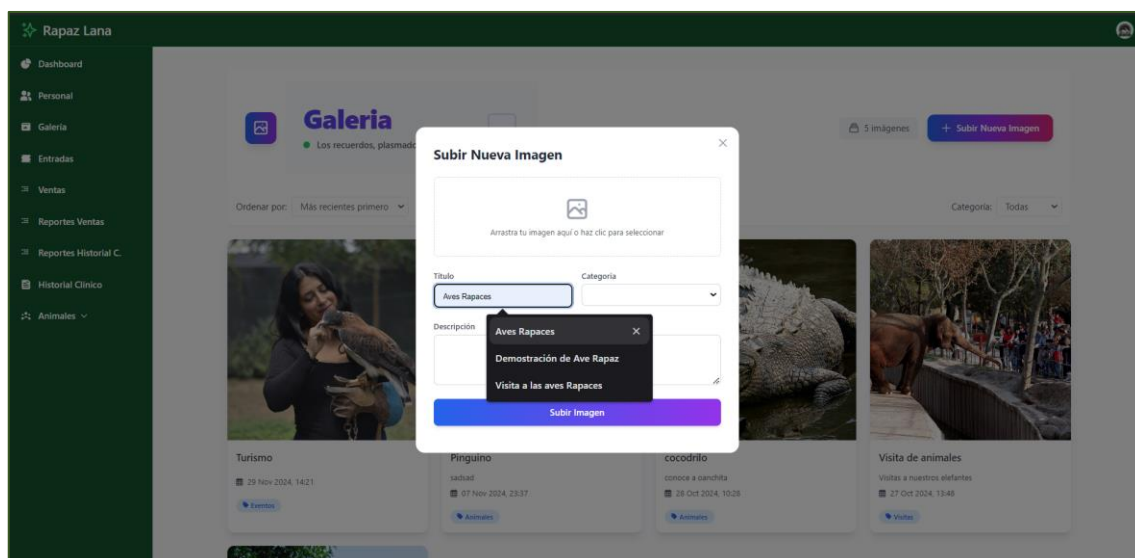 Rapaz Lana
Dashboard
Personal
Galeria
Entradas
Ventas
Reportes Ventas
Reportes Historial C.
Historial Clínico
Animales
Galeria
Los recuerdos, plasmado
5 imágenes
+ Subir Nueva Imagen
Ordenar por: Más recientes primero
Categoría: Todas
Subir Nueva Imagen
Arrastra tu imagen aquí o haz clic para seleccionar
Título
Categoría
Aves Rapaces
Descripción
Aves Rapaces
Demostración de Ave Rapaz
Visita a las aves Rapaces
Subir Imagen
Turismo
29 Nov 2024, 14:21
Eventos
Pinguino
sadsad
07 Nov 2024, 23:37
Animales
cocodrilo
conoce a panchita
28 Oct 2024, 10:28
Animales
Visita de animales
Visitas a nuestros elefantes
27 Oct 2024, 13:48
Visitas